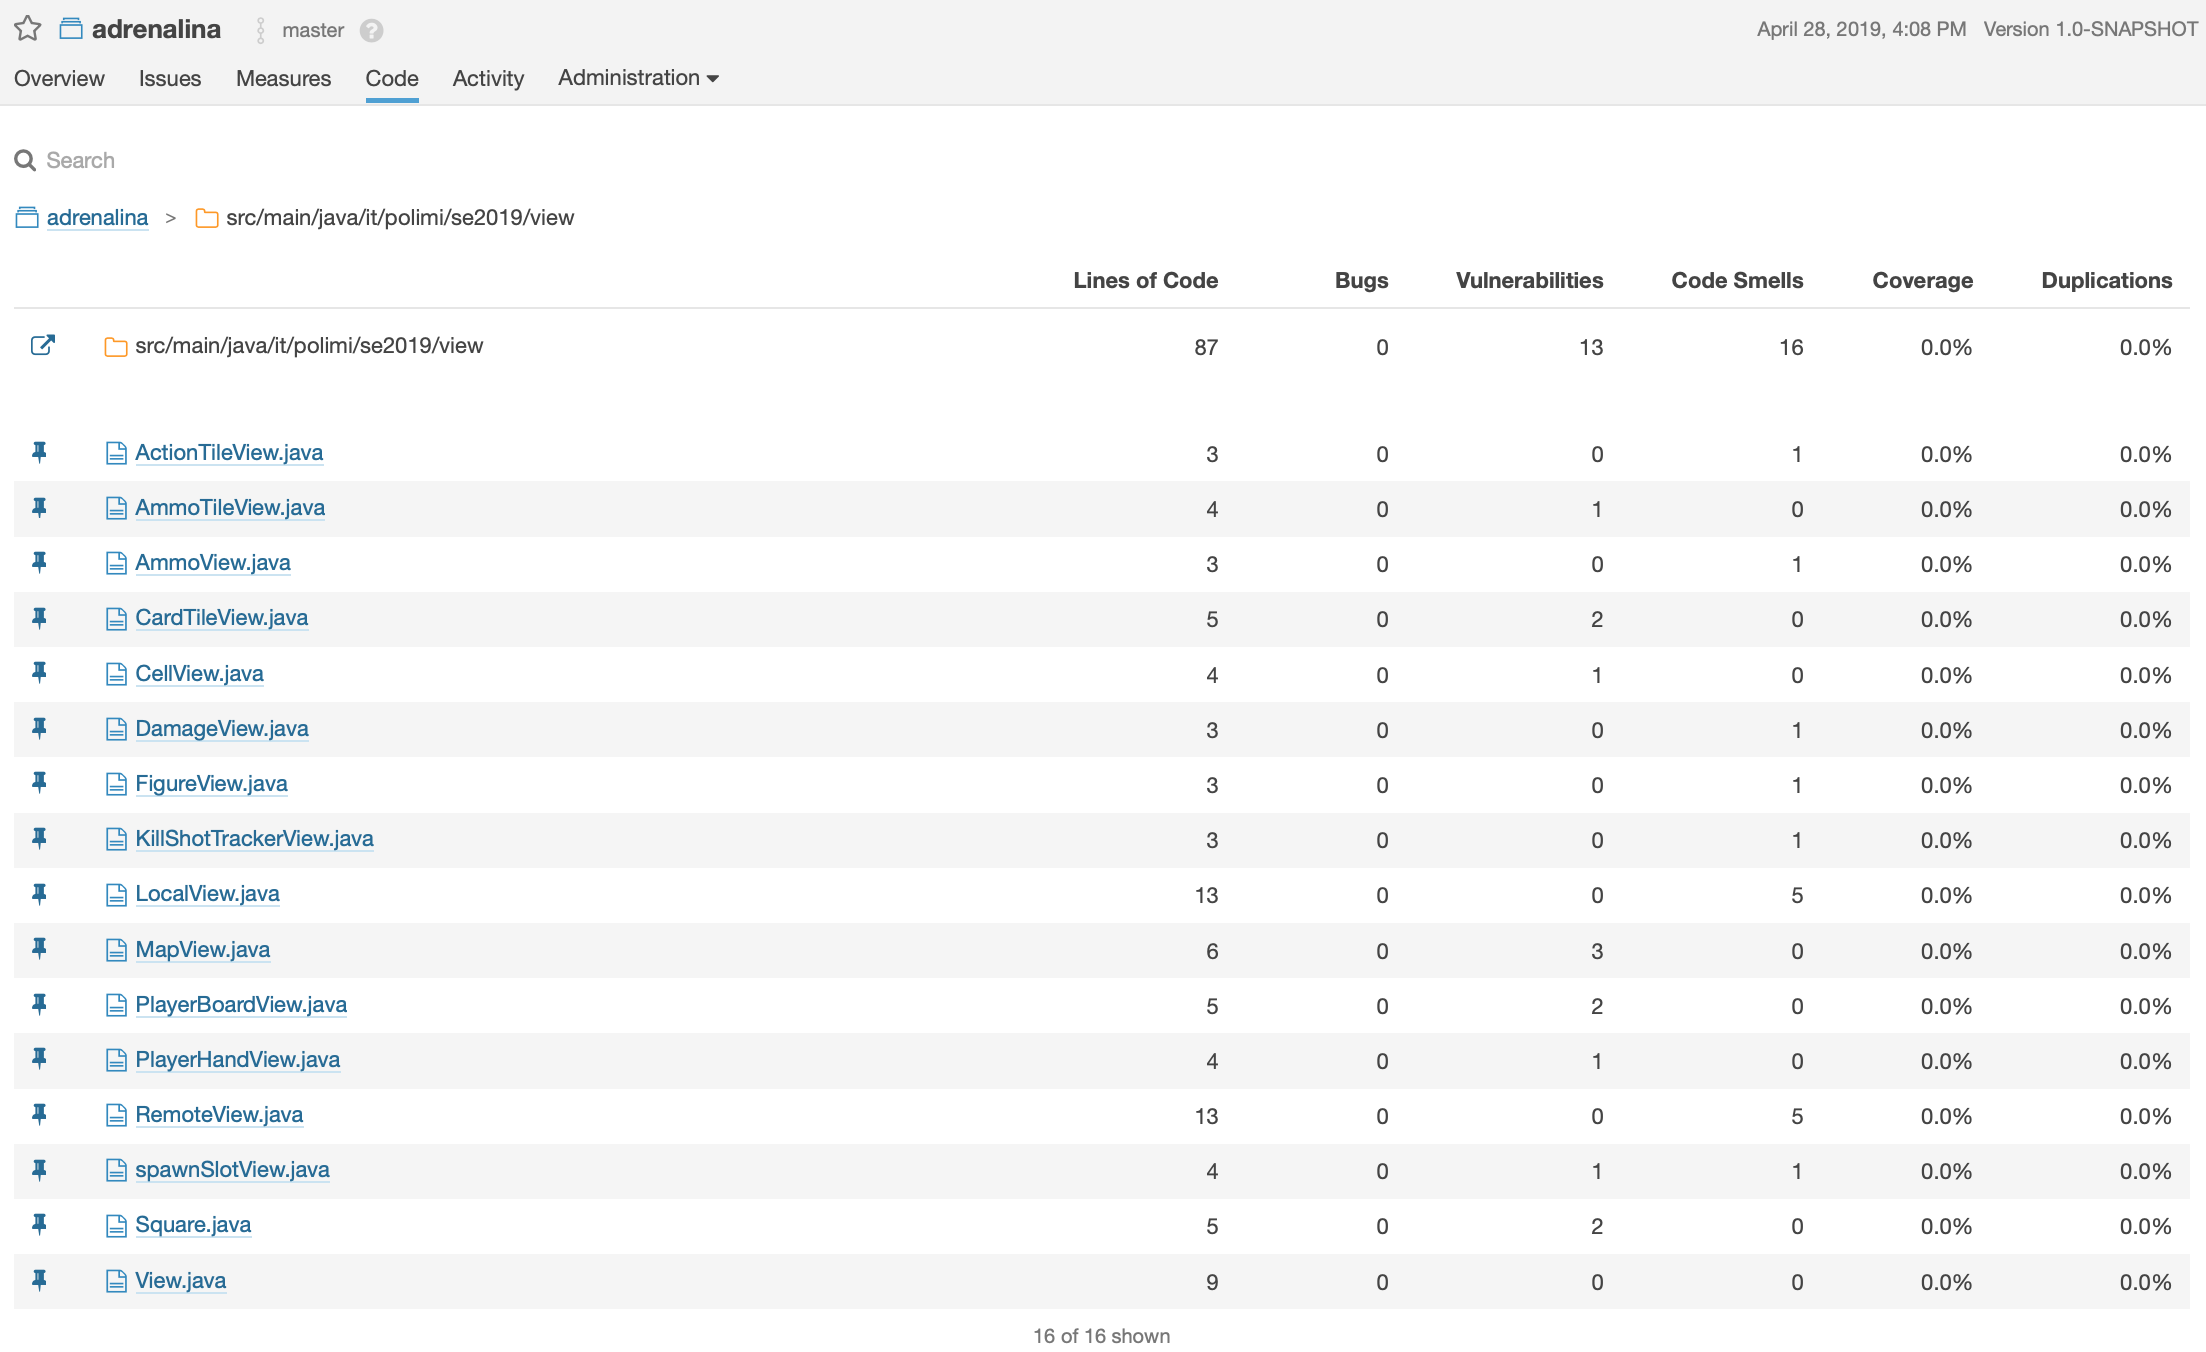 adrenalina master ? April 28, 2019, 4:08 PM Version 1.0-SNAPSHOT
Overview Issues Measures Code Activity Administration
Search
adrenalina > src/main/java/it/polimi/se2019/view
Lines of Code Bugs Vulnerabilities Code Smells Coverage Duplications
src/main/java/it/polimi/se2019/view 87 0 13 16 0.0% 0.0%
ActionTileView.java 3 0 0 1 0.0% 0.0%
AmmoTileView.java 4 0 1 0 0.0% 0.0%
AmmoView.java 3 0 0 1 0.0% 0.0%
CardTileView.java 5 0 2 0 0.0% 0.0%
CellView.java 4 0 1 0 0.0% 0.0%
DamageView.java 3 0 0 1 0.0% 0.0%
FigureView.java 3 0 0 1 0.0% 0.0%
KillShotTrackerView.java 3 0 0 1 0.0% 0.0%
LocalView.java 13 0 0 5 0.0% 0.0%
MapView.java 6 0 3 0 0.0% 0.0%
PlayerBoardView.java 5 0 2 0 0.0% 0.0%
PlayerHandView.java 4 0 1 0 0.0% 0.0%
RemoteView.java 13 0 0 5 0.0% 0.0%
spawnSlotView.java 4 0 1 1 0.0% 0.0%
Square.java 5 0 2 0 0.0% 0.0%
View.java 9 0 0 0 0.0% 0.0%
16 of 16 shown